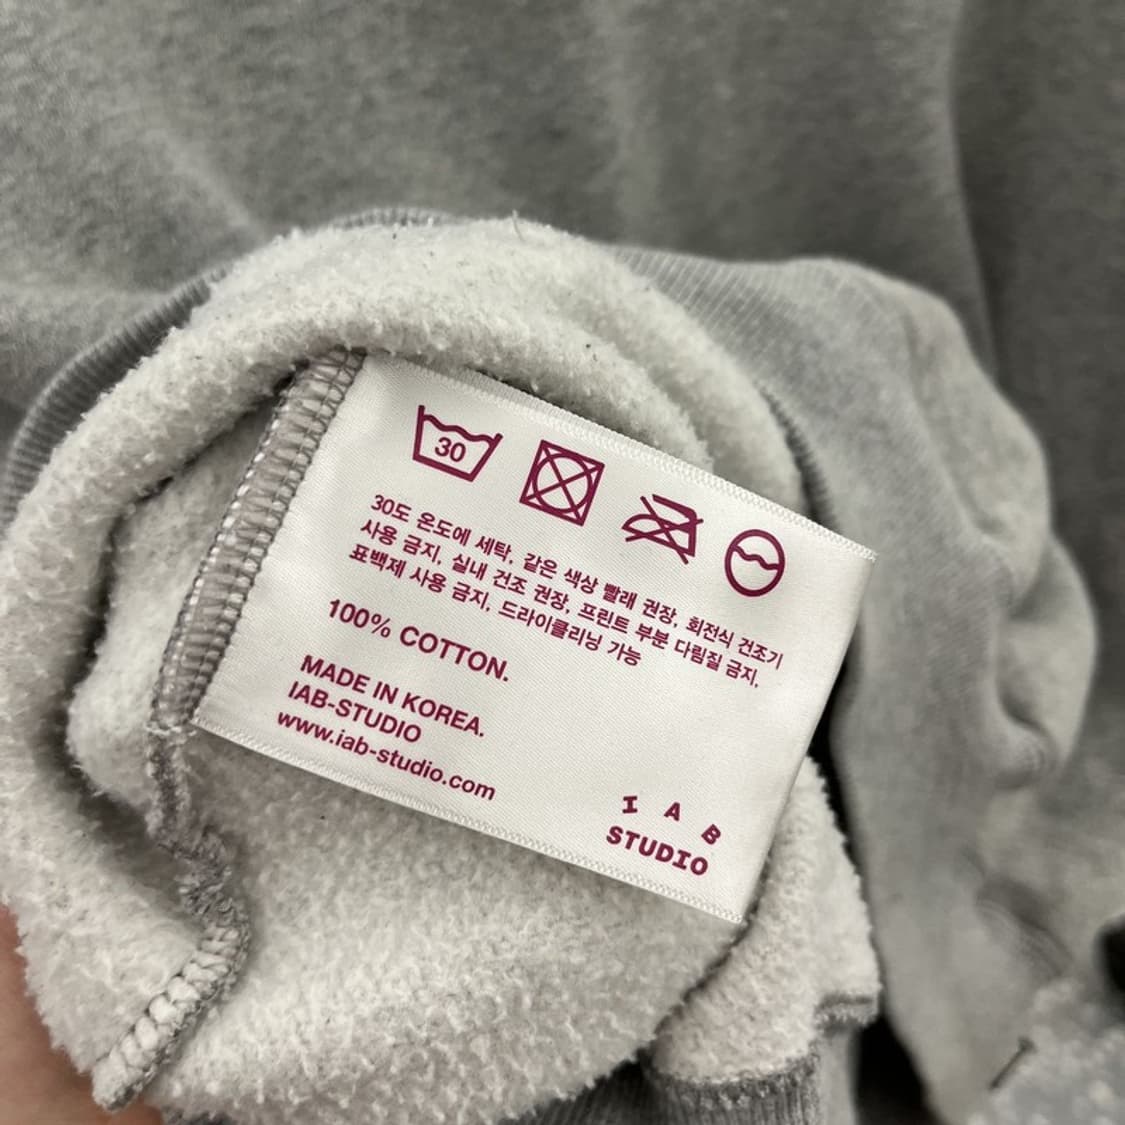 30
30도 온도에 세탁, 같은 색상 빨래 권장, 회전식 건조기
사용 금지, 실내 건조 권장, 프린트 부분 다림질 금지,
표백제 사용 금지, 드라이클리닝 가능
100% COTTON.
MADE IN KOREA.
IAB-STUDIO
www.iab-studio.com
I A B
STUDIO